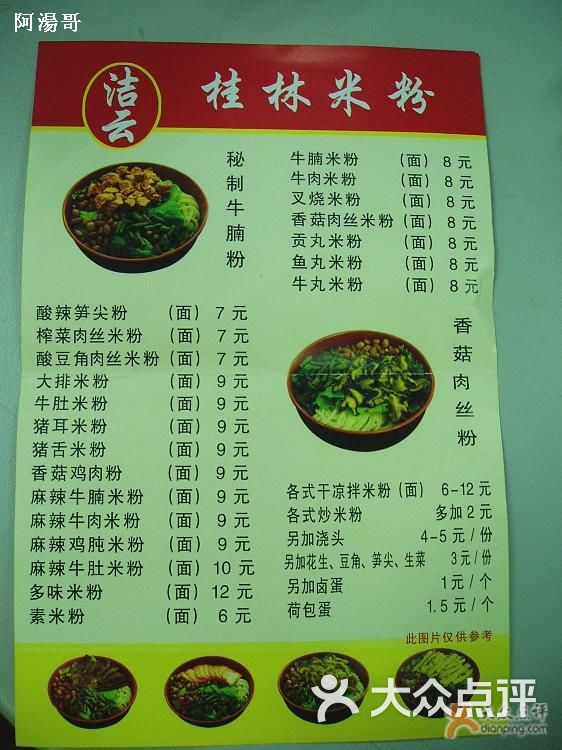 阿湯哥
洁云
桂林米粉
秘制牛腩粉
牛腩米粉 (面) 8 元
牛肉米粉 (面) 8 元
叉烧米粉 (面) 8 元
香菇肉丝米粉 (面) 8 元
贡丸米粉 (面) 8 元
鱼丸米粉 (面) 8 元
牛丸米粉 (面) 8 元
酸辣笋尖粉 (面) 7 元
榨菜肉丝米粉 (面) 7 元
酸豆角肉丝米粉 (面) 7 元
大排米粉 (面) 9 元
牛肚米粉 (面) 9 元
猪耳米粉 (面) 9 元
猪舌米粉 (面) 9 元
香菇鸡肉粉 (面) 9 元
麻辣牛腩米粉 (面) 9 元
麻辣牛肉米粉 (面) 9 元
麻辣鸡肫米粉 (面) 9 元
麻辣牛肚米粉 (面) 10 元
多味米粉 (面) 12 元
素米粉 (面) 6 元
香菇肉丝粉
各式干凉拌米粉 (面) 6-12 元
各式炒米粉 多加 2 元
另加浇头 4-5 元/份
另加花生、豆角、笋尖、生菜 3元/份
另加卤蛋 1元/个
荷包蛋 1.5元/个
此图片仅供参考
大众点评
dianping.com